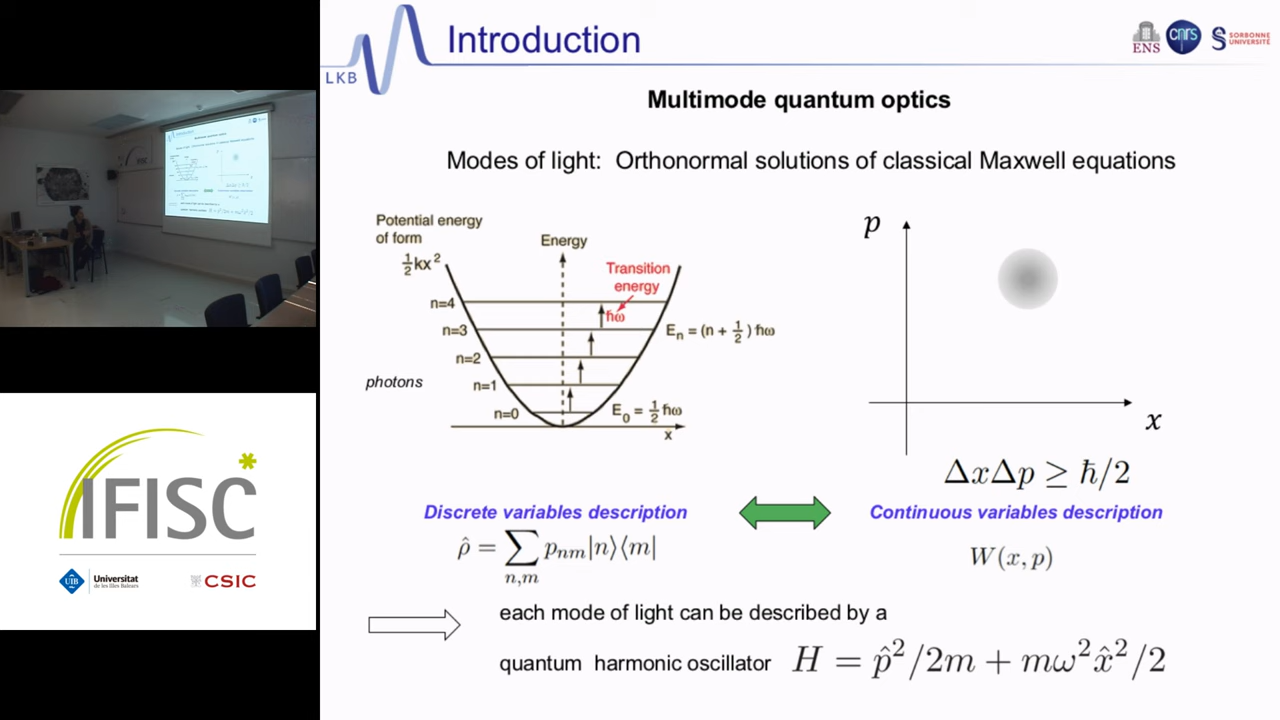 LKB
Introduction
ENS
cnrs
SORBONNE
UNIVERSITÉ
Multimode quantum optics
Modes of light: Orthonormal solutions of classical Maxwell equations
Potential energy
of form
½kx²
Energy
Transition
energy
ħω
n=4
n=3
n=2
n=1
n=0
photons
Eₙ = (n + ½) ħω
E₀ = ½ ħω
x
p
x
ΔxΔp ≥ ħ/2
Discrete variables description
Continuous variables description
ρ̂ = ∑ pₙₘ|n⟩⟨m|
n,m
W(x, p)
each mode of light can be described by a
quantum harmonic oscillator H = p̂²/2m + mω²x̂²/2
IFISC
UIB
Universitat
de les Illes Balears
CSIC